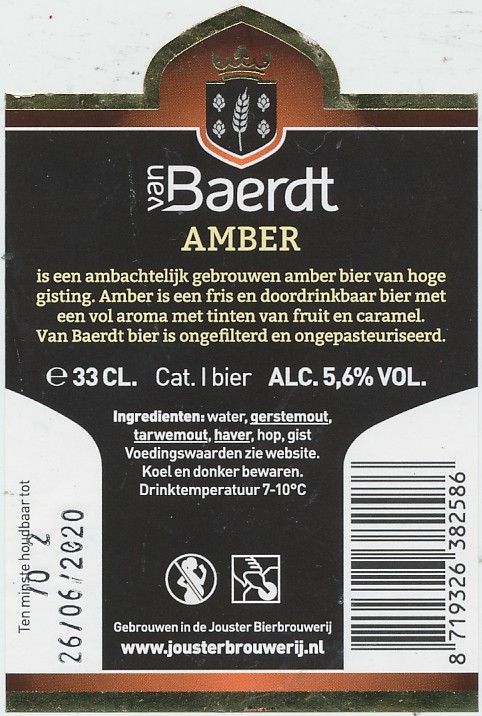 van Baerdt
AMBER
is een ambachtelijk gebrouwen amber bier van hoge
gisting. Amber is een fris en doordrinkbaar bier met
een vol aroma met tinten van fruit en caramel.
Van Baerdt bier is ongefilterd en ongepasteuriseerd.
℮ 33 CL. Cat. I bier ALC. 5,6% VOL.
Ingredienten: water, gerstemout,
tarwemout, haver, hop, gist
Voedingswaarden zie website.
Koel en donker bewaren.
Drinktemperatuur 7-10°C
Gebrouwen in de Jouster Bierbrouwerij
www.jousterbrouwerij.nl
Ten minste houdbaar tot
26/06/2020
8 719326 382586